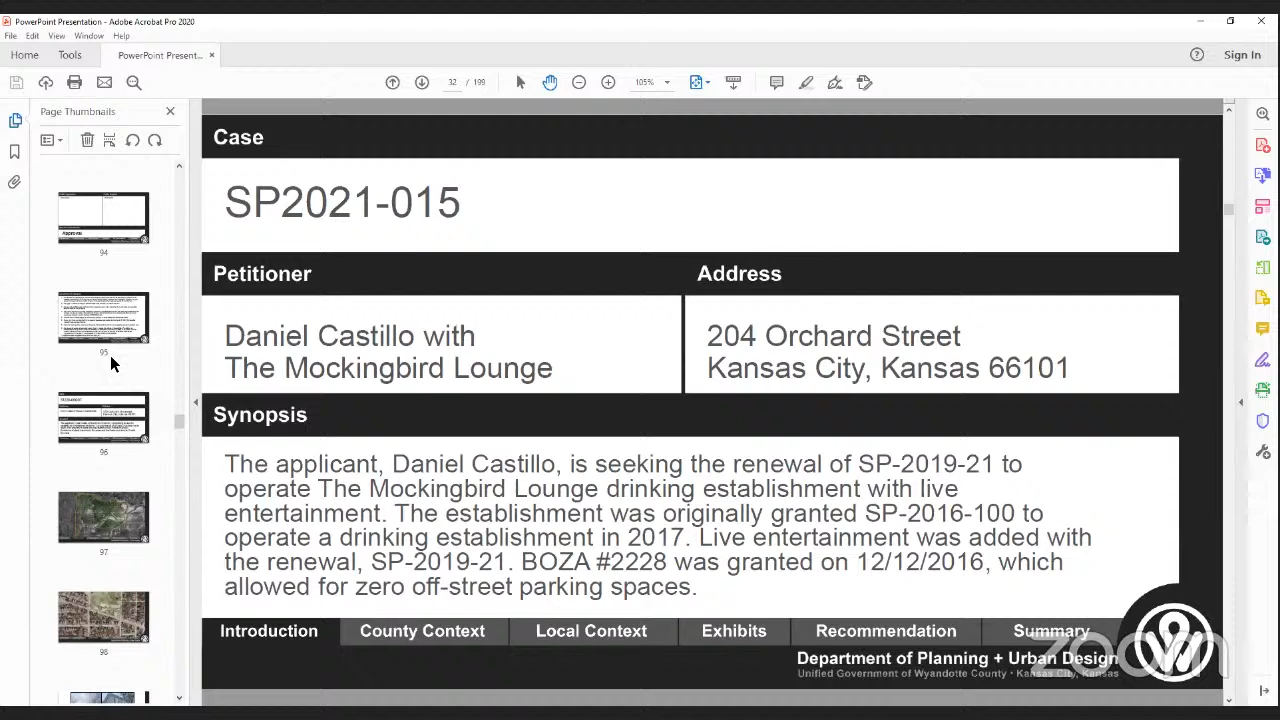 PowerPoint Presentation - Adobe Acrobat Pro 2020
File Edit View Window Help
Home Tools PowerPoint Present... × Sign In
32 / 199 105%
Page Thumbnails
94
95
96
97
98
Case
SP2021-015
Petitioner Address
Daniel Castillo with
The Mockingbird Lounge
204 Orchard Street
Kansas City, Kansas 66101
Synopsis
The applicant, Daniel Castillo, is seeking the renewal of SP-2019-21 to
operate The Mockingbird Lounge drinking establishment with live
entertainment. The establishment was originally granted SP-2016-100 to
operate a drinking establishment in 2017. Live entertainment was added with
the renewal, SP-2019-21. BOZA #2228 was granted on 12/12/2016, which
allowed for zero off-street parking spaces.
Introduction County Context Local Context Exhibits Recommendation Summary
Department of Planning + Urban Design
Unified Government of Wyandotte County · Kansas City, Kansas
zoom